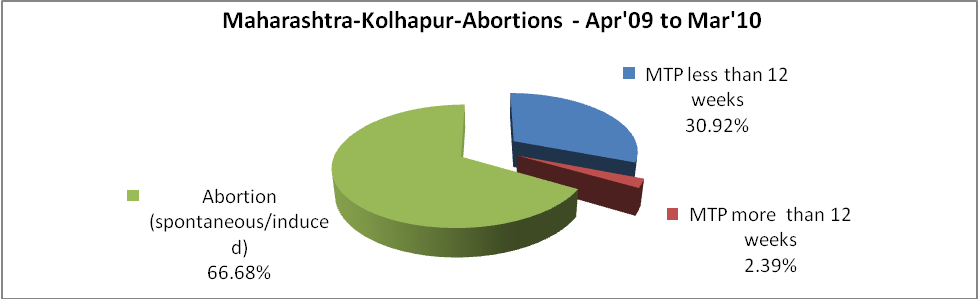 Maharashtra-Kolhapur-Abortions - Apr'09 to Mar'10
MTP less than 12
weeks
30.92%
Abortion
(spontaneous/induce
d)
66.68%
MTP more than 12
weeks
2.39%